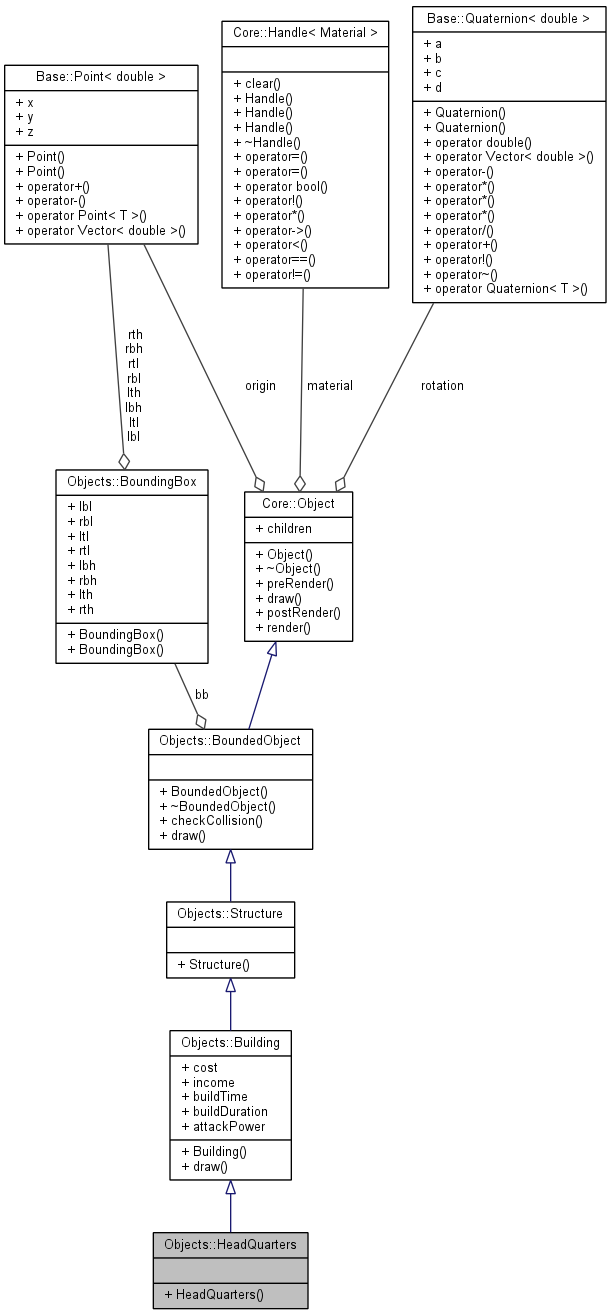 Base::Quaternion< double >
+ a
+ b
+ c
+ d
+ Quaternion()
+ Quaternion()
+ operator double()
+ operator Vector< double >()
+ operator-()
+ operator*()
+ operator*()
+ operator*()
+ operator/()
+ operator+()
+ operator!()
+ operator~()
+ operator Quaternion< T >()
Core::Handle< Material >
+ clear()
+ Handle()
+ Handle()
+ Handle()
+ ~Handle()
+ operator=()
+ operator=()
+ operator bool()
+ operator!()
+ operator*()
+ operator->()
+ operator<()
+ operator==()
+ operator!=()
Base::Point< double >
+ x
+ y
+ z
+ Point()
+ Point()
+ operator+()
+ operator-()
+ operator Point< T >()
+ operator Vector< double >()
rth
rbh
rtl
rbl
lth
lbh
ltl
lbl
origin
material
rotation
Objects::BoundingBox
+ lbl
+ rbl
+ ltl
+ rtl
+ lbh
+ rbh
+ lth
+ rth
+ BoundingBox()
+ BoundingBox()
Core::Object
+ children
+ Object()
+ ~Object()
+ preRender()
+ draw()
+ postRender()
+ render()
bb
Objects::BoundedObject
+ BoundedObject()
+ ~BoundedObject()
+ checkCollision()
+ draw()
Objects::Structure
+ Structure()
Objects::Building
+ cost
+ income
+ buildTime
+ buildDuration
+ attackPower
+ Building()
+ draw()
Objects::HeadQuarters
+ HeadQuarters()